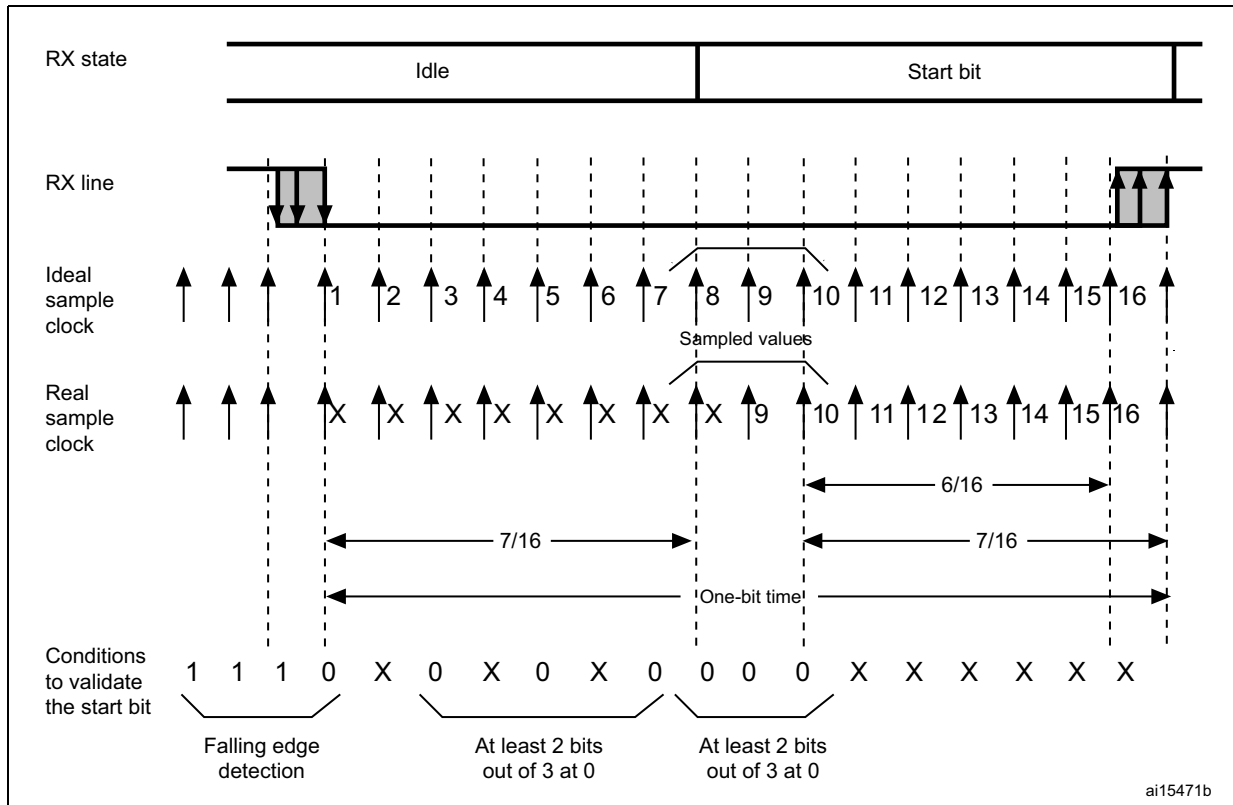 RX state
Idle
Start bit
RX line
Ideal
sample
clock
1 2 3 4 5 6 7 8 9 10 11 12 13 14 15 16
Sampled values
Real
sample
clock
X X X X X X X X 9 10 11 12 13 14 15 16
6/16
7/16
7/16
One-bit time
Conditions
to validate
the start bit
1 1 1 0 X 0 X 0 X 0 0 0 0 X X X X X X
Falling edge
detection
At least 2 bits
out of 3 at 0
At least 2 bits
out of 3 at 0
ai15471b